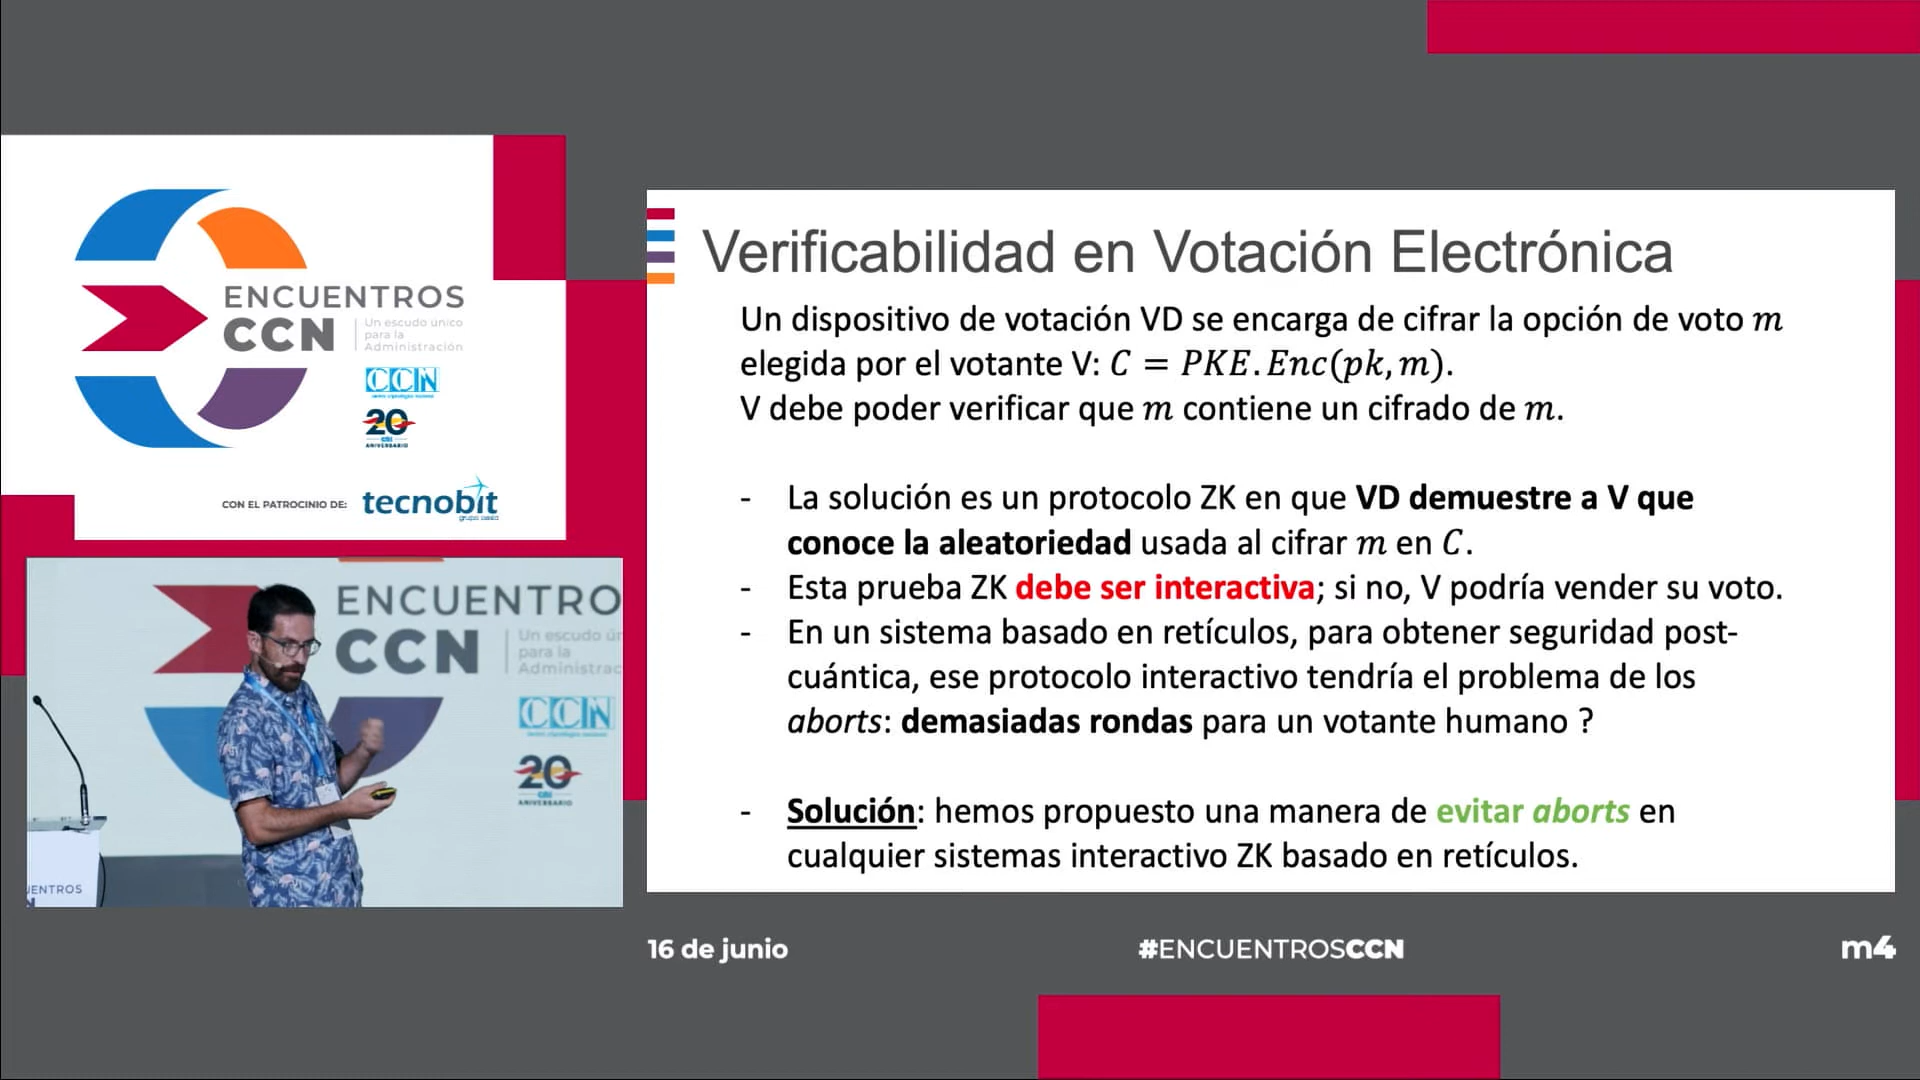 ENCUENTROS
CCN
Un escudo único
para la
Administración
CCN
centro criptológico nacional
20
CNI
ANIVERSARIO
CON EL PATROCINIO DE:
tecnobit
grupo oesía
Verificabilidad en Votación Electrónica
Un dispositivo de votación VD se encarga de cifrar la opción de voto m
elegida por el votante V: C = PKE.Enc(pk, m).
V debe poder verificar que m contiene un cifrado de m.
- La solución es un protocolo ZK en que VD demuestre a V que
conoce la aleatoriedad usada al cifrar m en C.
- Esta prueba ZK debe ser interactiva; si no, V podría vender su voto.
- En un sistema basado en retículos, para obtener seguridad post-
cuántica, ese protocolo interactivo tendría el problema de los
aborts: demasiadas rondas para un votante humano ?
- Solución: hemos propuesto una manera de evitar aborts en
cualquier sistemas interactivo ZK basado en retículos.
ENCUENTRO
CCN
Un escudo ún
para la
Administrac
CCN
20
ANIVERSARIO
ENTROS
16 de junio
#ENCUENTROSCCN
m4